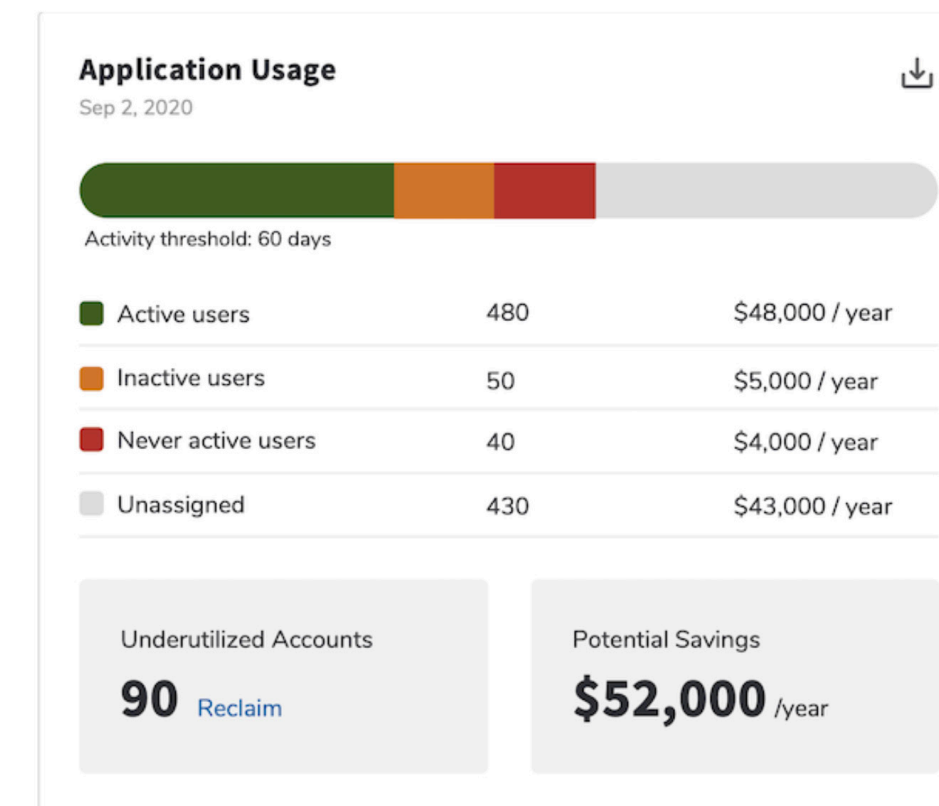 Application Usage
Sep 2, 2020
Activity threshold: 60 days
Active users 480 $48,000 / year
Inactive users 50 $5,000 / year
Never active users 40 $4,000 / year
Unassigned 430 $43,000 / year
Underutilized Accounts
90 Reclaim
Potential Savings
$52,000 /year